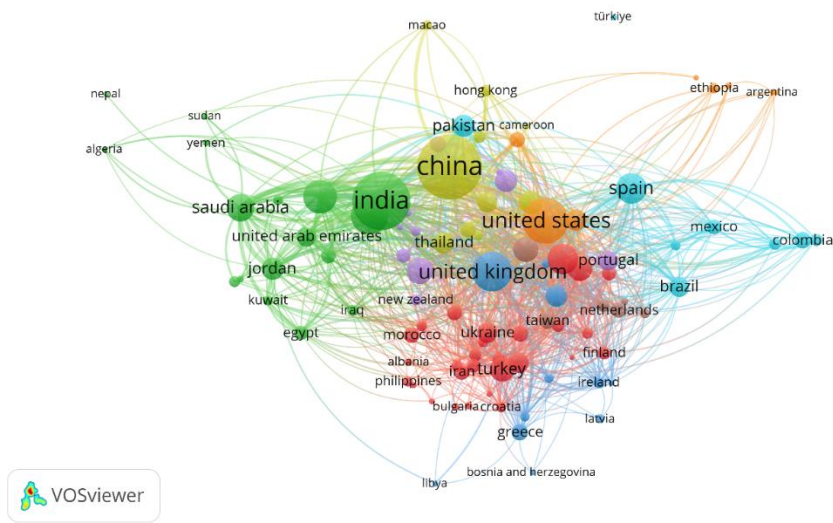 türkiye
macao
nepal
hong kong
ethiopia
argentina
sudan
pakistan
cameroon
yemen
algeria
china
spain
india
saudi arabia
united states
mexico
united arab emirates
thailand
colombia
portugal
jordan
united kingdom
brazil
kuwait
new zealand
iraq
netherlands
taiwan
egypt
morocco
ukraine
finland
albania
iran
turkey
philippines
ireland
bulgaria
croatia
latvia
greece
bosnia and herzegovina
libya
VOSviewer